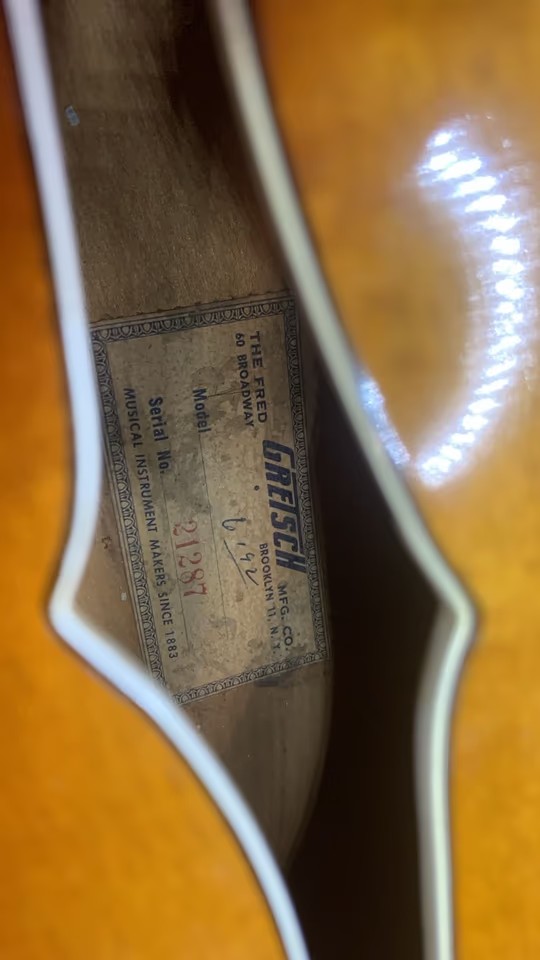 THE FRED GRETSCH MFG. CO.
60 BROADWAY BROOKLYN 11, N. Y.
Model 6192
Serial No. 21287
MUSICAL INSTRUMENT MAKERS SINCE 1883